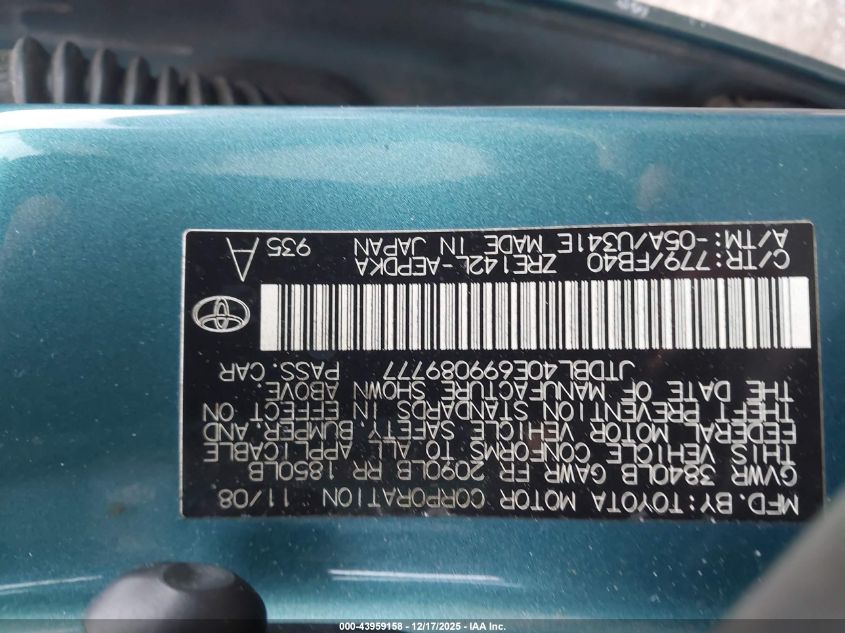 MFD. BY:TOYOTA MOTOR CORPORATION 11/08
GVWR 3840LB GAWR FR 2090LB RR 1850LB
THIS VEHICLE CONFORMS TO ALL APPLICABLE
FEDERAL MOTOR VEHICLE SAFETY, BUMPER, AND
THEFT PREVENTION STANDARDS IN EFFECT ON
THE DATE OF MANUFACTURE SHOWN ABOVE.
JTDBL40E699089777 PASS. CAR
C/TR:779/FB40 ZRE142L-AEPDKA
A/TM:-05A/U341E MADE IN JAPAN
A 935
000-43959158 - 12/17/2025 - IAA Inc.